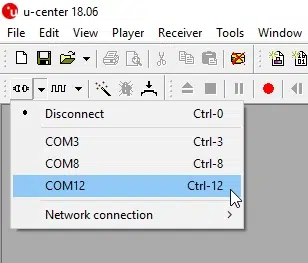 u-center 18.06
File Edit View Player Receiver Tools Window
Disconnect Ctrl-0
COM3 Ctrl-3
COM8 Ctrl-8
COM12 Ctrl-12
Network connection